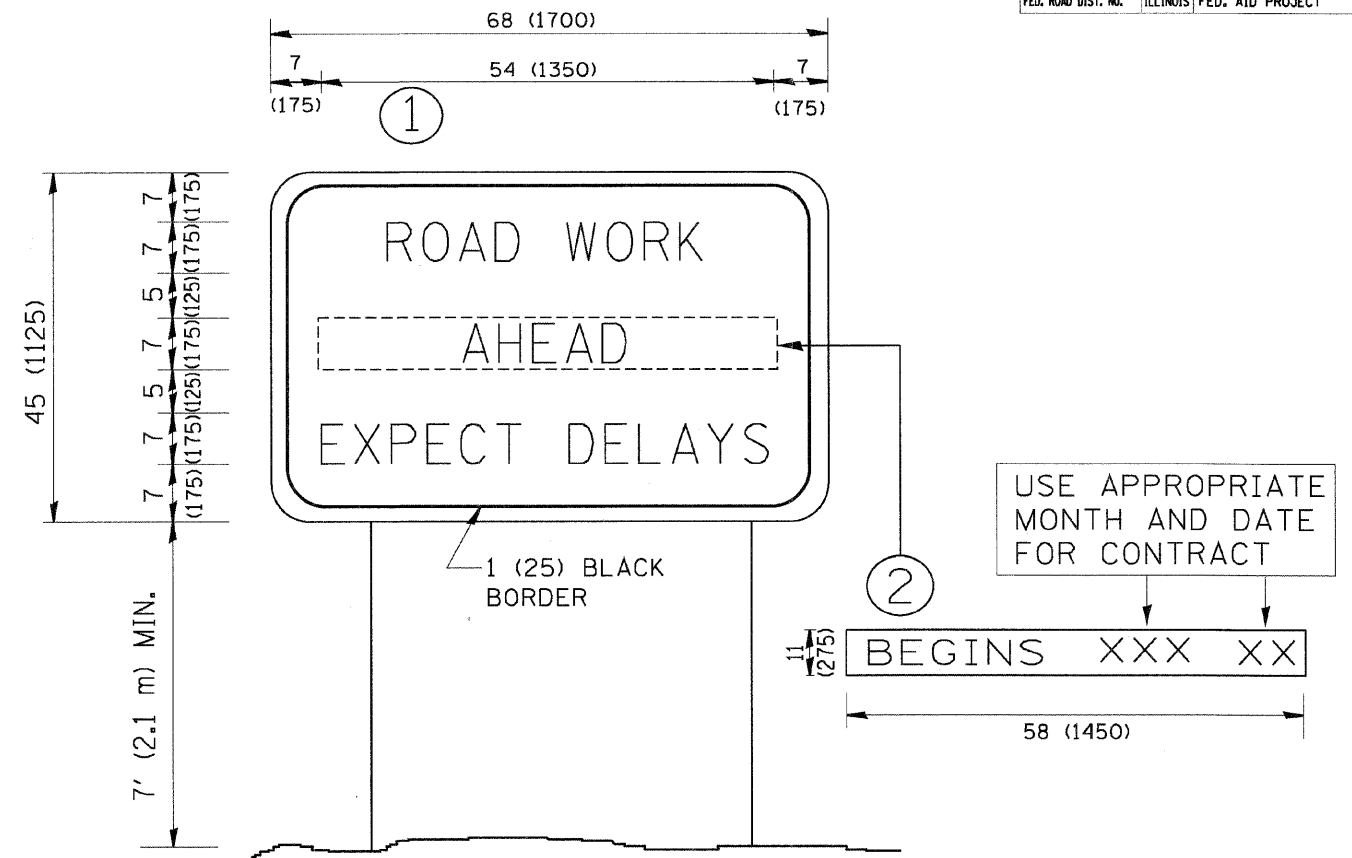 FED. ROAD DIST. NO. ILLINOIS FED. AID PROJECT
68 (1700)
7 54 (1350) 7
(175) (175)
1
7 (175)
7 (175)
5 (125)
7 (175)
5 (125)
7 (175)
7 (175)
45 (1125)
ROAD WORK
AHEAD
EXPECT DELAYS
1 (25) BLACK
BORDER
7' (2.1 m) MIN.
USE APPROPRIATE
MONTH AND DATE
FOR CONTRACT
2
11
(275)
BEGINS XXX XX
58 (1450)